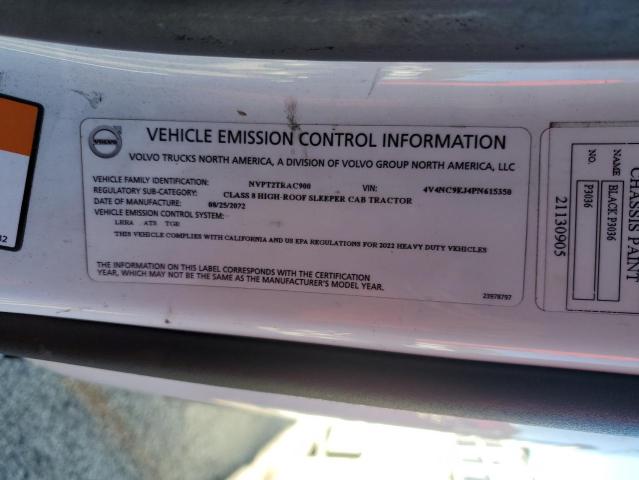 VOLVO
VEHICLE EMISSION CONTROL INFORMATION
VOLVO TRUCKS NORTH AMERICA, A DIVISION OF VOLVO GROUP NORTH AMERICA, LLC
VEHICLE FAMILY IDENTIFICATION: NVPT2TRAC900 VIN: 4V4NC9EJ4PN615350
REGULATORY SUB-CATEGORY: CLASS 8 HIGH-ROOF SLEEPER CAB TRACTOR
DATE OF MANUFACTURE: 08/25/2072
VEHICLE EMISSION CONTROL SYSTEM:
LRRA ATS TGR
THIS VEHICLE COMPLIES WITH CALIFORNIA AND US EPA REGULATIONS FOR 2022 HEAVY DUTY VEHICLES
THE INFORMATION ON THIS LABEL CORRESPONDS WITH THE CERTIFICATION
YEAR, WHICH MAY NOT BE THE SAME AS THE MANUFACTURER'S MODEL YEAR.
23978797
CHASSIS PAINT
BLACK P3036
NO. P3036
21130905